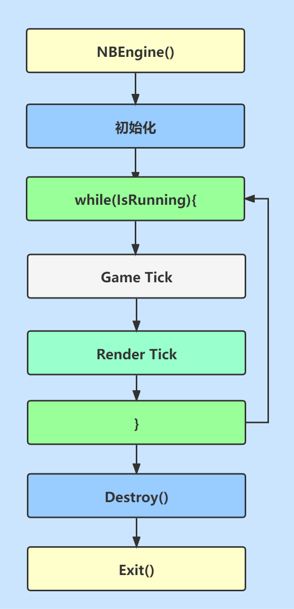 NBEngine()
初始化
while(IsRunning){
Game Tick
Render Tick
}
Destroy()
Exit()